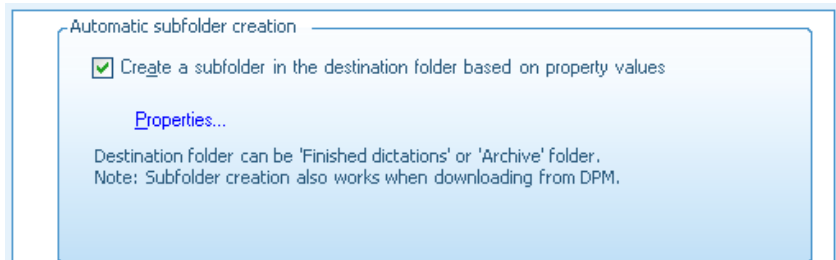 Automatic subfolder creation
Create a subfolder in the destination folder based on property values
Properties...
Destination folder can be 'Finished dictations' or 'Archive' folder.
Note: Subfolder creation also works when downloading from DPM.